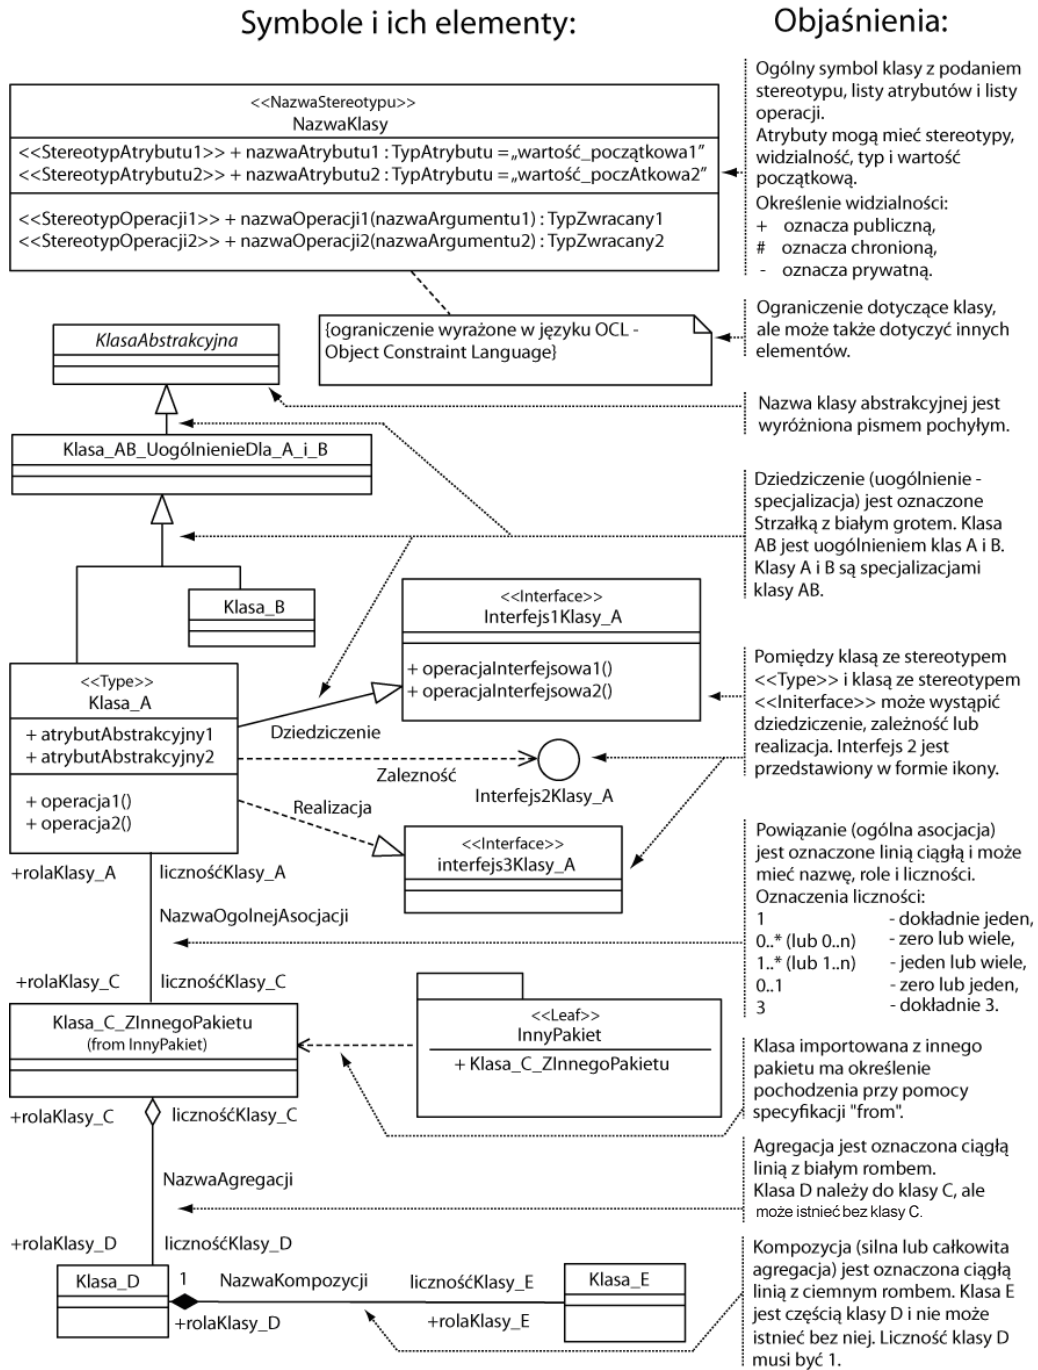 Symbole i ich elementy:
Objaśnienia:
<<NazwaStereotypu>>
NazwaKlasy
<<StereotypAtrybutu1>> + nazwaAtrybutu1 : TypAtrybutu = „wartość_początkowa1”
<<StereotypAtrybutu2>> + nazwaAtrybutu2 : TypAtrybutu = „wartość_poczAtkowa2”
<<StereotypOperacji1>> + nazwaOperacji1(nazwaArgumentu1) : TypZwracany1
<<StereotypOperacji2>> + nazwaOperacji2(nazwaArgumentu2) : TypZwracany2
Ogólny symbol klasy z podaniem
stereotypu, listy atrybutów i listy
operacji.
Atrybuty mogą mieć stereotypy,
widzialność, typ i wartość
początkową.
Określenie widzialności:
+ oznacza publiczną,
# oznacza chronioną,
- oznacza prywatną.
{ograniczenie wyrażone w języku OCL -
Object Constraint Language}
Ograniczenie dotyczące klasy,
ale może także dotyczyć innych
elementów.
KlasaAbstrakcyjna
Nazwa klasy abstrakcyjnej jest
wyróżniona pismem pochyłym.
Klasa_AB_UogólnienieDla_A_i_B
Dziedziczenie (uogólnienie -
specjalizacja) jest oznaczone
Strzałką z białym grotem. Klasa
AB jest uogólnieniem klas A i B.
Klasy A i B są specjalizacjami
klasy AB.
Klasa_B
<<Interface>>
Interfejs1Klasy_A
+ operacjaInterfejsowa1()
+ operacjaInterfejsowa2()
<<Type>>
Klasa_A
+ atrybutAbstrakcyjny1
+ atrybutAbstrakcyjny2
+ operacja1()
+ operacja2()
Dziedziczenie
Zalezność
Interfejs2Klasy_A
Realizacja
<<Interface>>
interfejs3Klasy_A
Pomiędzy klasą ze stereotypem
<<Type>> i klasą ze stereotypem
<<Initerface>> może wystąpić
dziedziczenie, zależność lub
realizacja. Interfejs 2 jest
przedstawiony w formie ikony.
+rolaKlasy_A
licznośćKlasy_A
NazwaOgolnejAsocjacji
+rolaKlasy_C
licznośćKlasy_C
Powiązanie (ogólna asocjacja)
jest oznaczone linią ciągłą i może
mieć nazwę, role i liczności.
Oznaczenia liczności:
1 - dokładnie jeden,
0..* (lub 0..n) - zero lub wiele,
1..* (lub 1..n) - jeden lub wiele,
0..1 - zero lub jeden,
3 - dokładnie 3.
Klasa_C_ZInnegoPakietu
(from InnyPakiet)
<<Leaf>>
InnyPakiet
+ Klasa_C_ZInnegoPakietu
Klasa importowana z innego
pakietu ma określenie
pochodzenia przy pomocy
specyfikacji "from".
+rolaKlasy_C
licznośćKlasy_C
NazwaAgregacji
+rolaKlasy_D
licznośćKlasy_D
Agregacja jest oznaczona ciągłą
linią z białym rombem.
Klasa D należy do klasy C, ale
może istnieć bez klasy C.
Klasa_D
1
NazwaKompozycji
licznośćKlasy_E
+rolaKlasy_D
+rolaKlasy_E
Klasa_E
Kompozycja (silna lub całkowita
agregacja) jest oznaczona ciągłą
linią z ciemnym rombem. Klasa E
jest częścią klasy D i nie może
istnieć bez niej. Liczność klasy D
musi być 1.